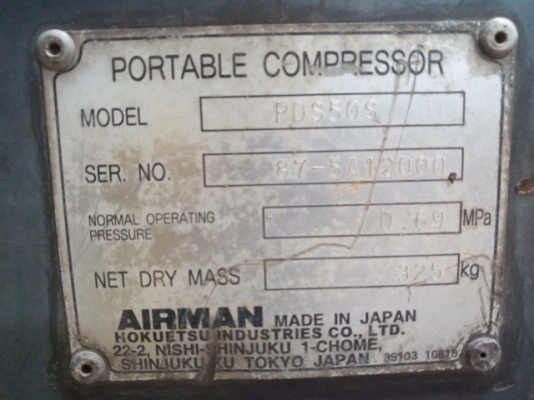 PORTABLE COMPRESSOR
MODEL PDS50S
SER. NO. 87-5A12000
NORMAL OPERATING
PRESSURE 0.69 MPa
NET DRY MASS 325 kg
AIRMAN MADE IN JAPAN
HOKUETSU INDUSTRIES CO., LTD.
22-2, NISHI-SHINJUKU 1-CHOME,
SHINJUKU-KU TOKYO JAPAN 39103